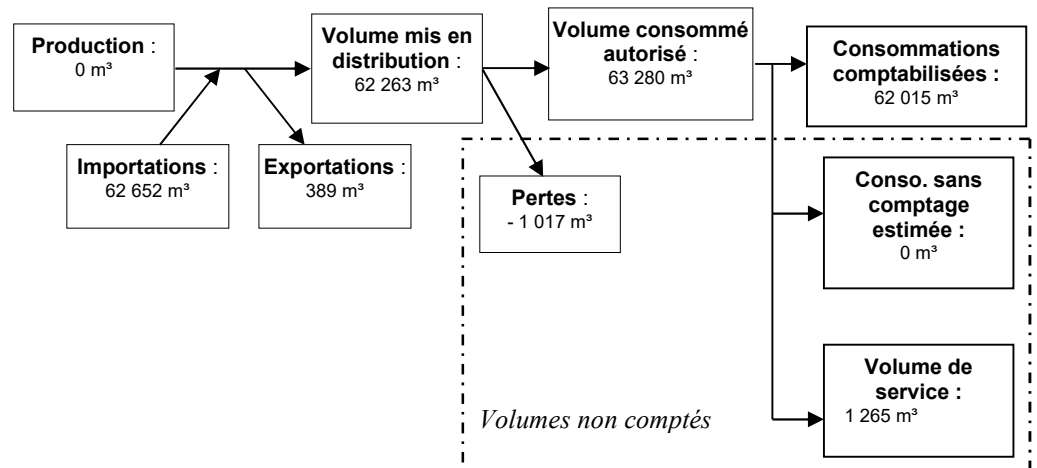 Production :
0 m³
Volume mis en
distribution :
62 263 m³
Volume consommé
autorisé :
63 280 m³
Consommations
comptabilisées :
62 015 m³
Importations :
62 652 m³
Exportations :
389 m³
Pertes :
- 1 017 m³
Conso. sans
comptage
estimée :
0 m³
Volume de
service :
1 265 m³
Volumes non comptés